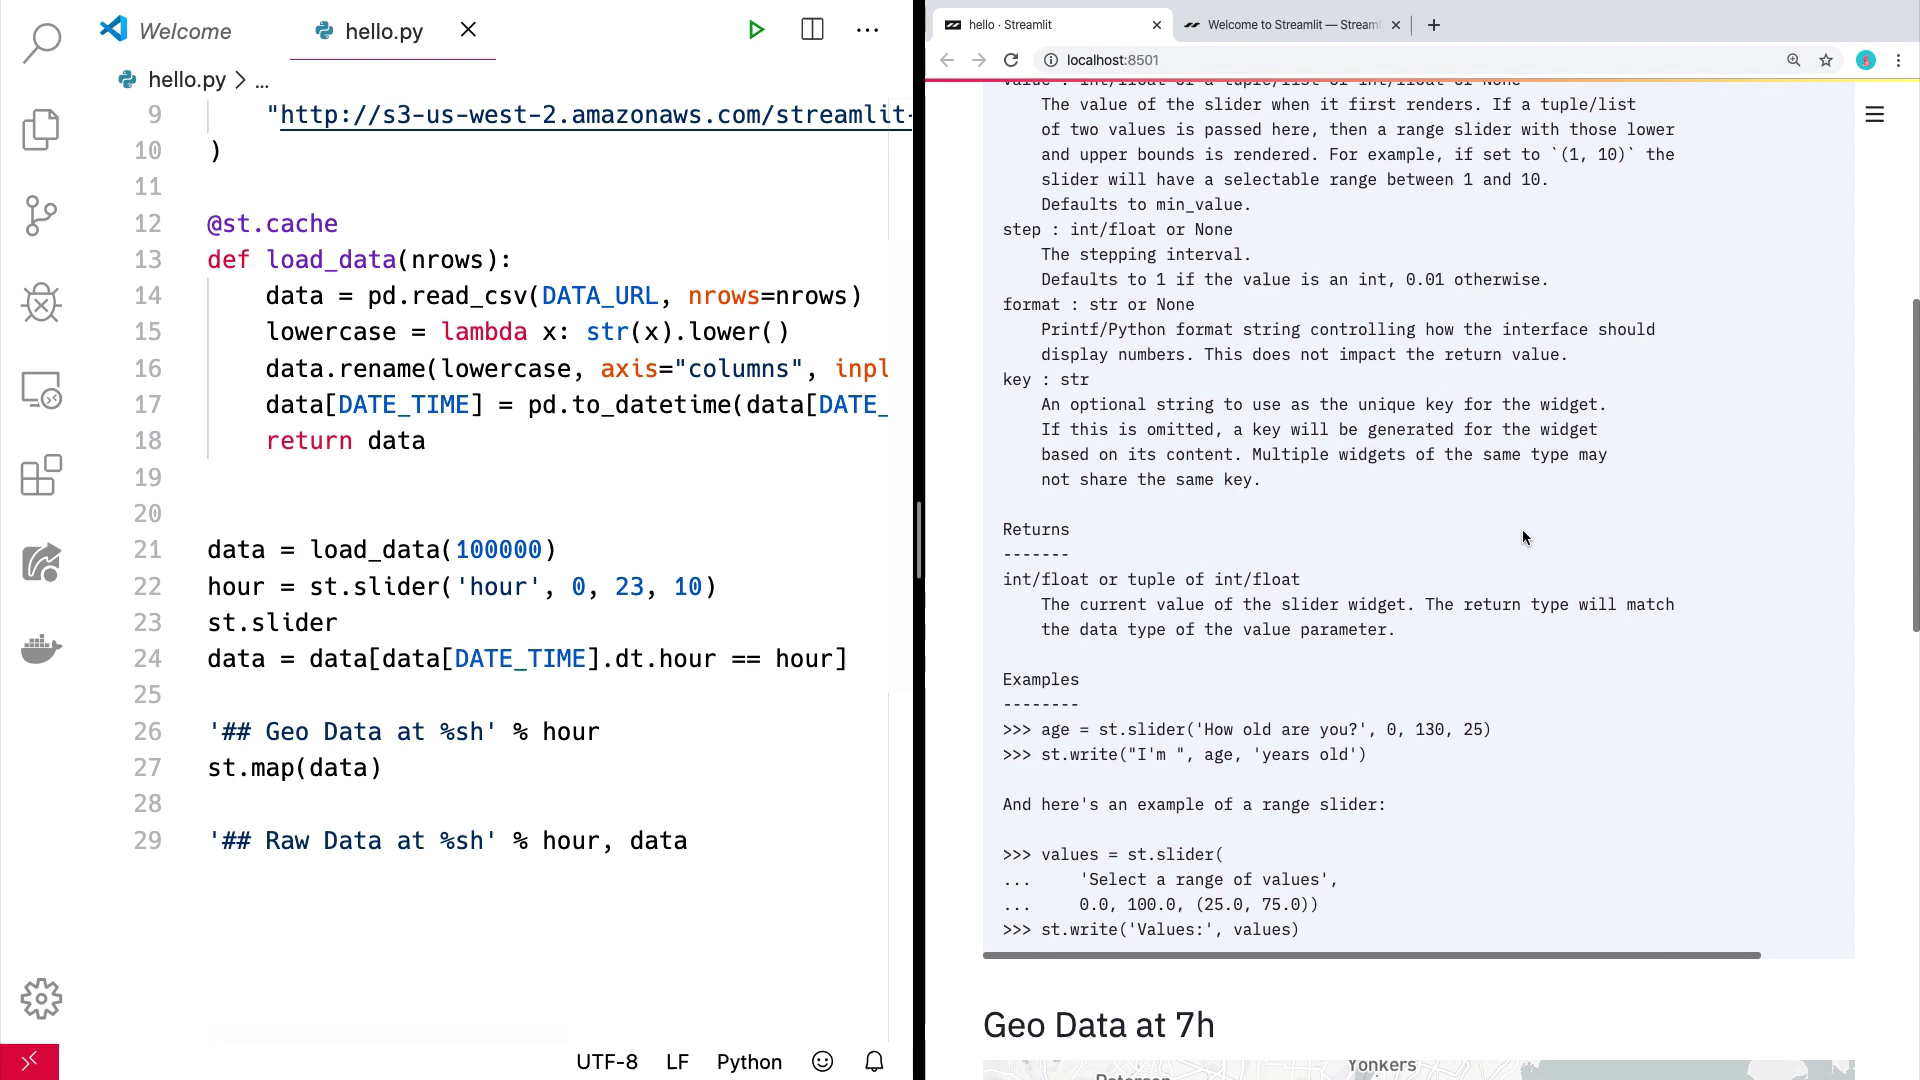 Welcome
hello.py
hello.py > ...
9 "http://s3-us-west-2.amazonaws.com/streamlit-
10 )
11
12 @st.cache
13 def load_data(nrows):
14 data = pd.read_csv(DATA_URL, nrows=nrows)
15 lowercase = lambda x: str(x).lower()
16 data.rename(lowercase, axis="columns", inpl
17 data[DATE_TIME] = pd.to_datetime(data[DATE_
18 return data
19
20
21 data = load_data(100000)
22 hour = st.slider('hour', 0, 23, 10)
23 st.slider
24 data = data[data[DATE_TIME].dt.hour == hour]
25
26 '## Geo Data at %sh' % hour
27 st.map(data)
28
29 '## Raw Data at %sh' % hour, data
UTF-8 LF Python
hello · Streamlit
Welcome to Streamlit — Streaml
localhost:8501
value : int/float or a tuple/list of int/float or None
The value of the slider when it first renders. If a tuple/list
of two values is passed here, then a range slider with those lower
and upper bounds is rendered. For example, if set to `(1, 10)` the
slider will have a selectable range between 1 and 10.
Defaults to min_value.
step : int/float or None
The stepping interval.
Defaults to 1 if the value is an int, 0.01 otherwise.
format : str or None
Printf/Python format string controlling how the interface should
display numbers. This does not impact the return value.
key : str
An optional string to use as the unique key for the widget.
If this is omitted, a key will be generated for the widget
based on its content. Multiple widgets of the same type may
not share the same key.
Returns
-------
int/float or tuple of int/float
The current value of the slider widget. The return type will match
the data type of the value parameter.
Examples
--------
>>> age = st.slider('How old are you?', 0, 130, 25)
>>> st.write("I'm ", age, 'years old')
And here's an example of a range slider:
>>> values = st.slider(
... 'Select a range of values',
... 0.0, 100.0, (25.0, 75.0))
>>> st.write('Values:', values)
Geo Data at 7h
Yonkers
Paterson